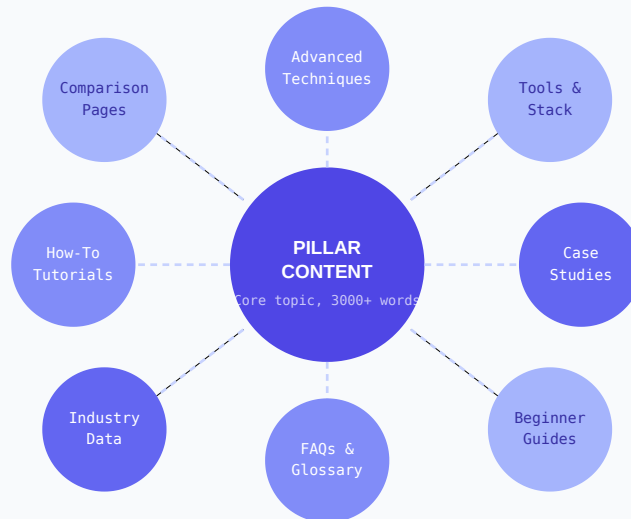 Advanced
Techniques
Comparison
Pages
Tools &
Stack
How-To
Tutorials
PILLAR
CONTENT
Core topic, 3000+ words
Case
Studies
Industry
Data
FAQs &
Glossary
Beginner
Guides